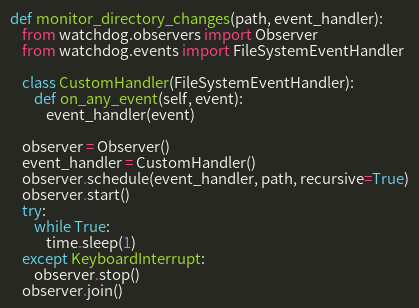 def monitor_directory_changes(path, event_handler):
    from watchdog.observers import Observer
    from watchdog.events import FileSystemEventHandler

    class CustomHandler(FileSystemEventHandler):
        def on_any_event(self, event):
            event_handler(event)

    observer = Observer()
    event_handler = CustomHandler()
    observer.schedule(event_handler, path, recursive=True)
    observer.start()
    try:
        while True:
            time.sleep(1)
    except KeyboardInterrupt:
        observer.stop()
    observer.join()